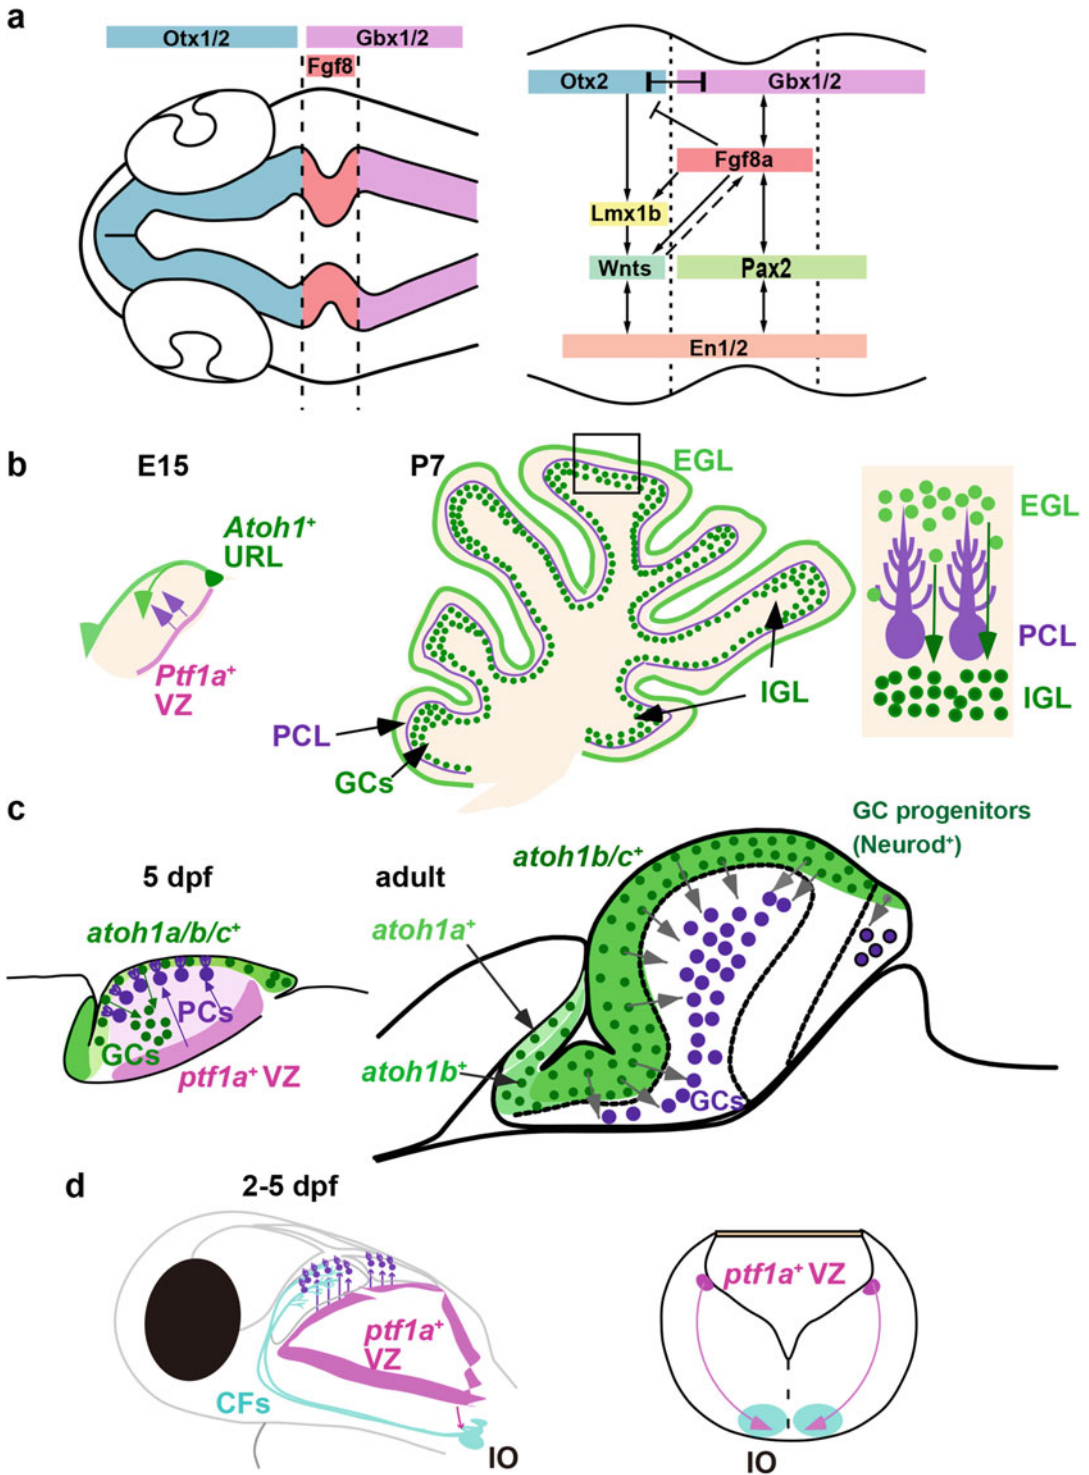 a
Otx1/2
Gbx1/2
Fgf8
Otx2
Gbx1/2
Fgf8a
Lmx1b
Wnts
Pax2
En1/2
b
E15
P7
Atoh1⁺
URL
Ptf1a⁺
VZ
EGL
PCL
GCs
IGL
EGL
PCL
IGL
c
5 dpf
atoh1a/b/c⁺
PCs
GCs
ptf1a⁺ VZ
adult
atoh1b/c⁺
GC progenitors
(Neurod⁺)
atoh1a⁺
atoh1b⁺
GCs
d
2-5 dpf
ptf1a⁺
VZ
CFs
IO
ptf1a⁺ VZ
IO